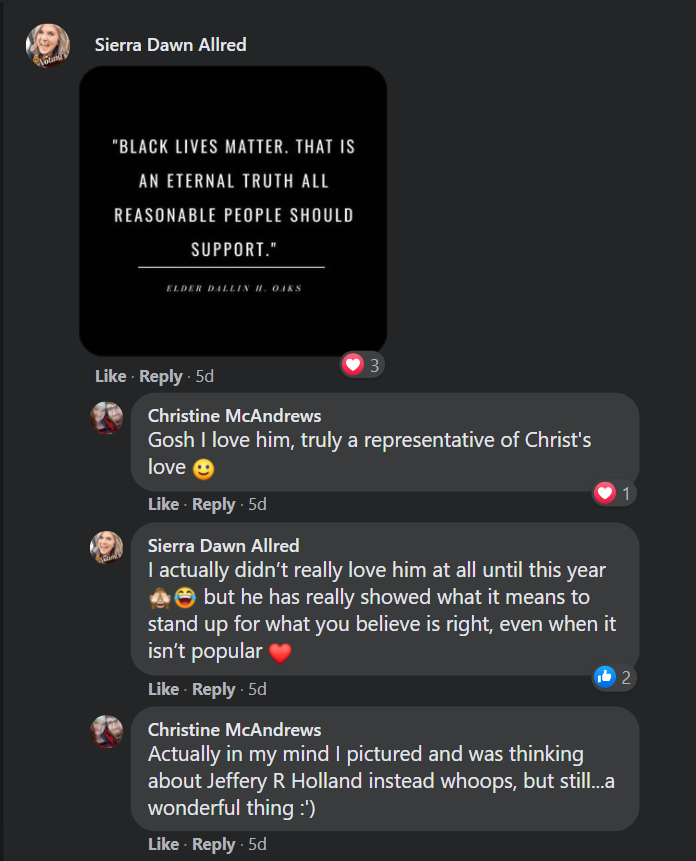 Sierra Dawn Allred
"BLACK LIVES MATTER. THAT IS
AN ETERNAL TRUTH ALL
REASONABLE PEOPLE SHOULD
SUPPORT."
ELDER DALLIN H. OAKS
3
Like · Reply · 5d
Christine McAndrews
Gosh I love him, truly a representative of Christ's
love 🙂
1
Like · Reply · 5d
Sierra Dawn Allred
I actually didn’t really love him at all until this year
🙈😂 but he has really showed what it means to
stand up for what you believe is right, even when it
isn’t popular ❤️
2
Like · Reply · 5d
Christine McAndrews
Actually in my mind I pictured and was thinking
about Jeffery R Holland instead whoops, but still...a
wonderful thing :')
Like · Reply · 5d